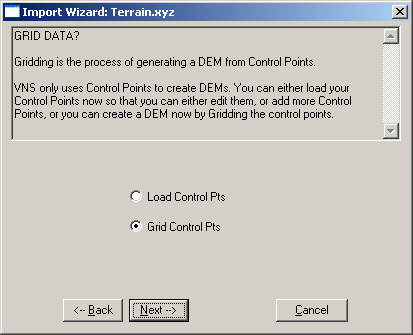 Import Wizard: Terrain.xyz
GRID DATA?
Gridding is the process of generating a DEM from Control Points.
VNS only uses Control Points to create DEMs. You can either load your
Control Points now so that you can either edit them, or add more Control
Points, or you can create a DEM now by Gridding the control points.
Load Control Pts
Grid Control Pts
<-- Back
Next -->
Cancel